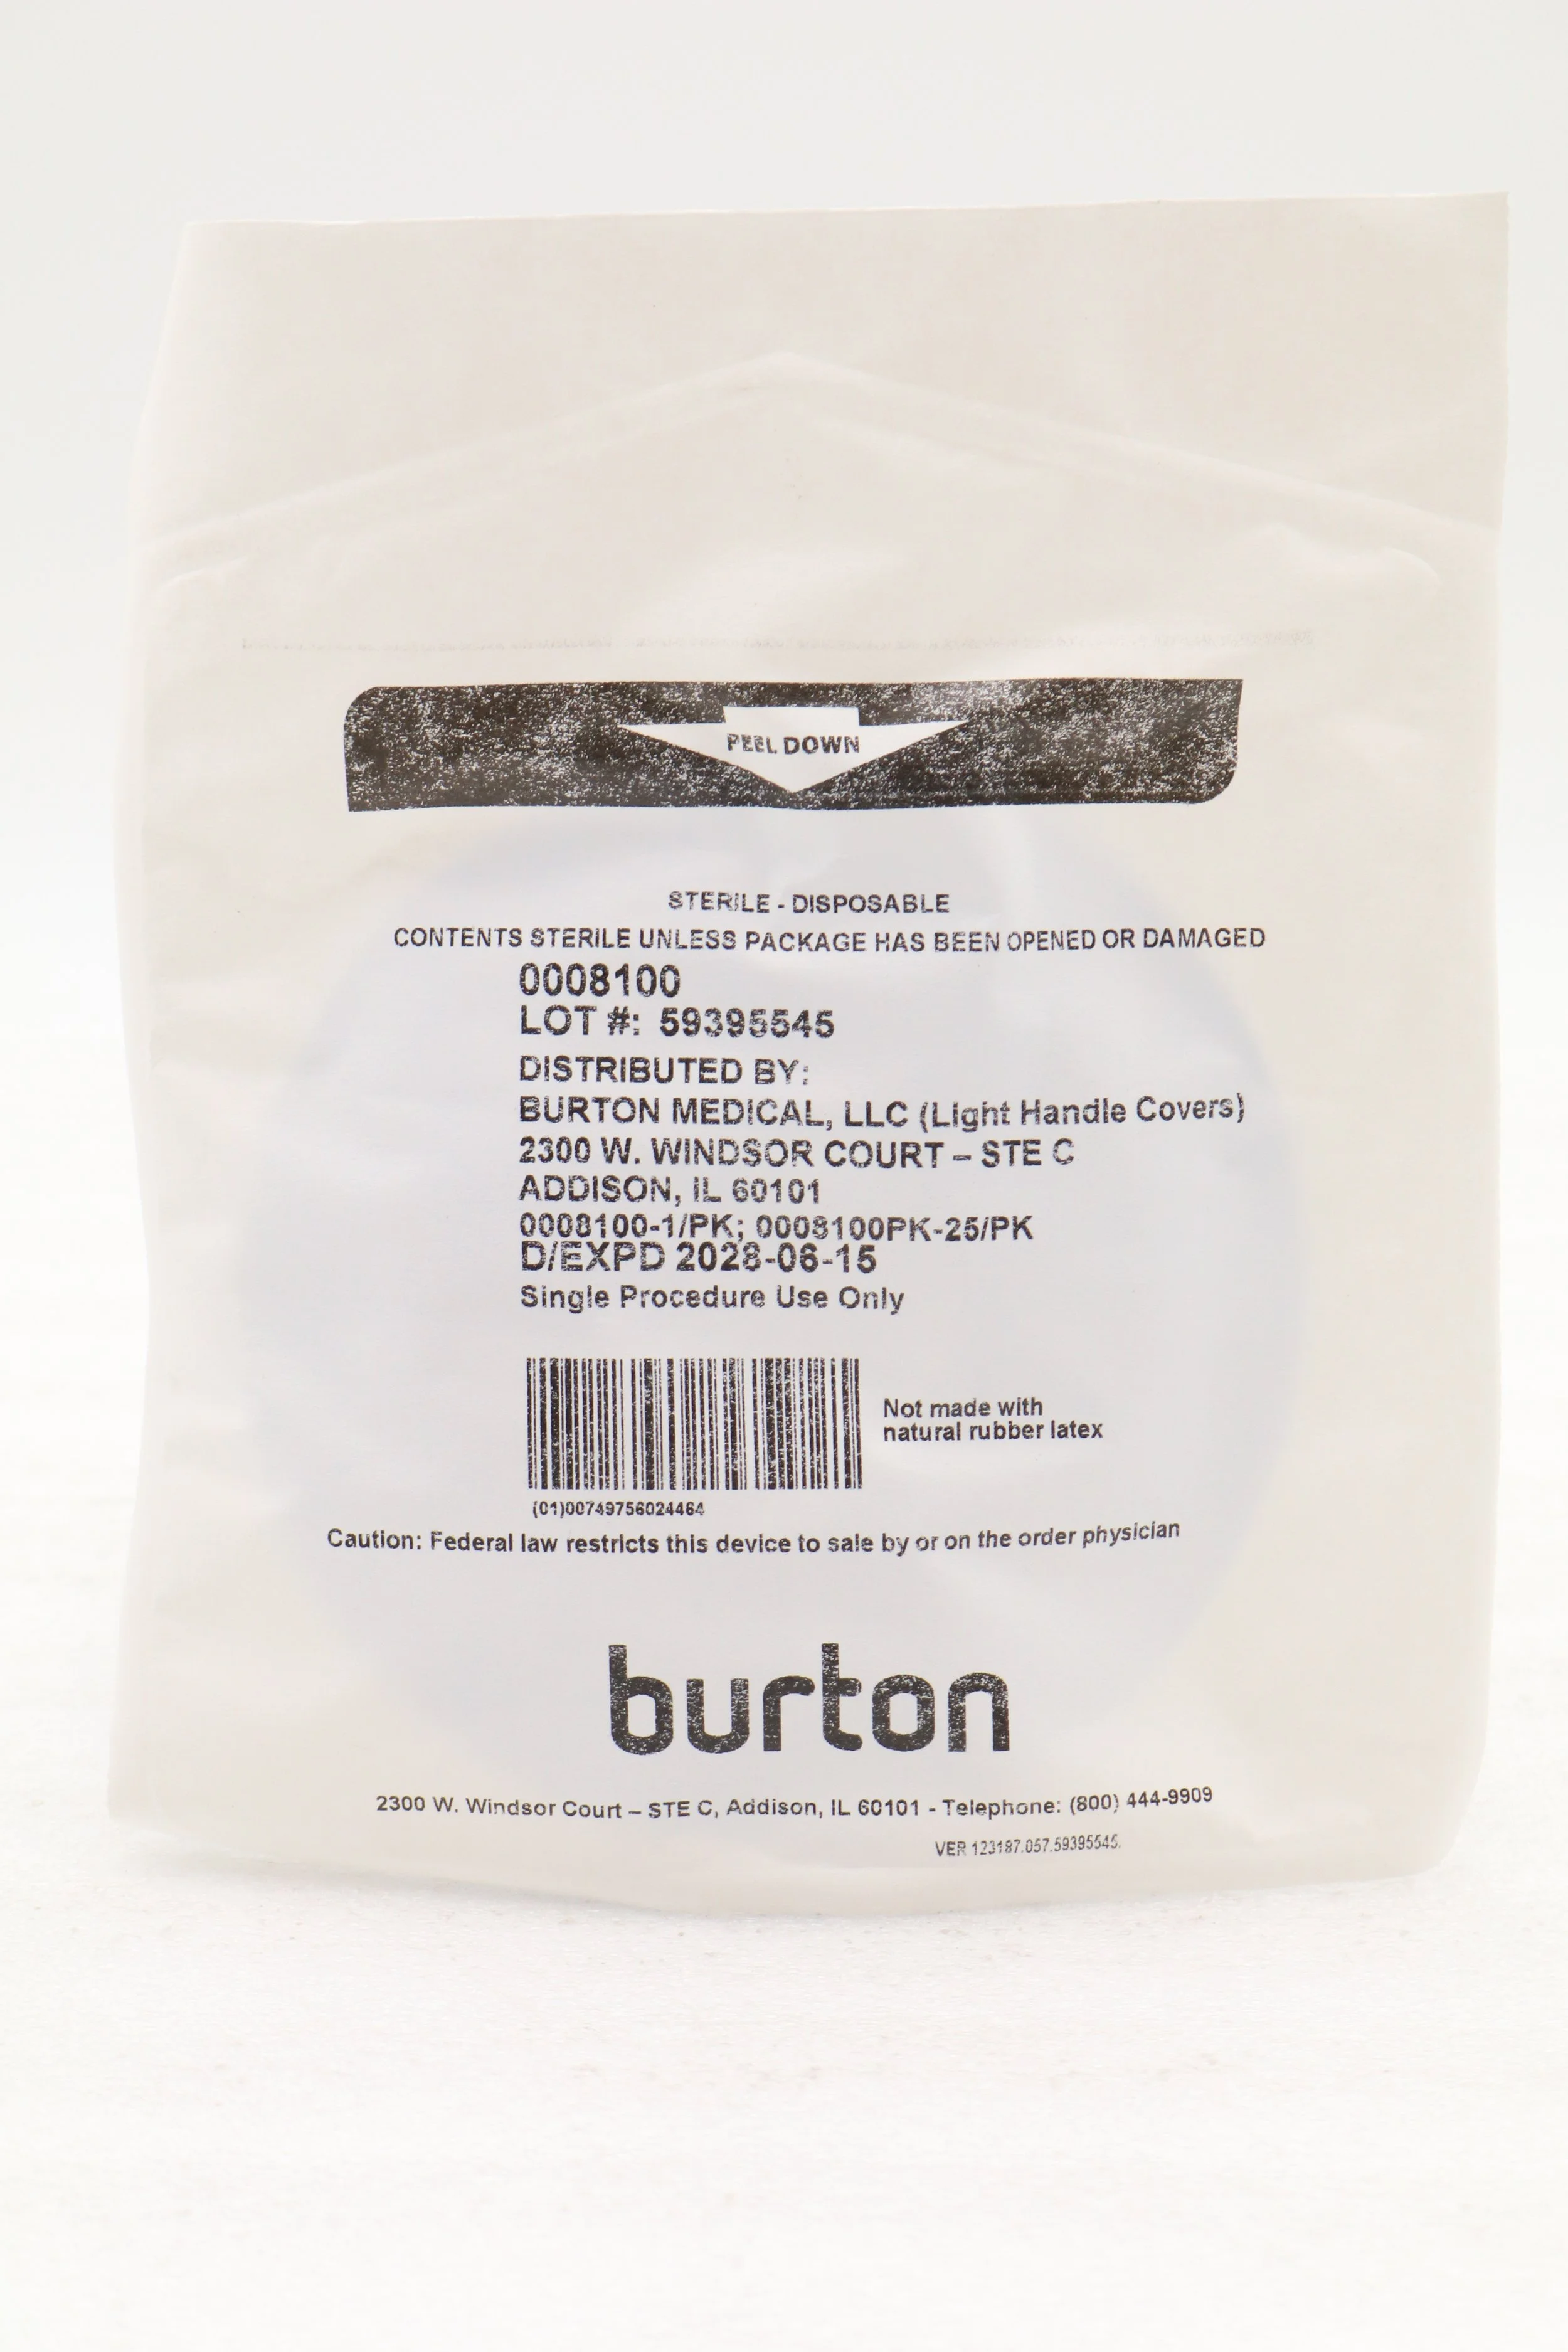 PEEL DOWN
STERILE - DISPOSABLE
CONTENTS STERILE UNLESS PACKAGE HAS BEEN OPENED OR DAMAGED
0008100
LOT #: 59395545
DISTRIBUTED BY:
BURTON MEDICAL, LLC (Light Handle Covers)
2300 W. WINDSOR COURT – STE C
ADDISON, IL 60101
0008100-1/PK; 0008100PK-25/PK
D/EXPD 2028-06-15
Single Procedure Use Only
Not made with
natural rubber latex
(01)00749756024464
Caution: Federal law restricts this device to sale by or on the order physician
burton
2300 W. Windsor Court – STE C, Addison, IL 60101 - Telephone: (800) 444-9909
VER 123187.057.59395545.